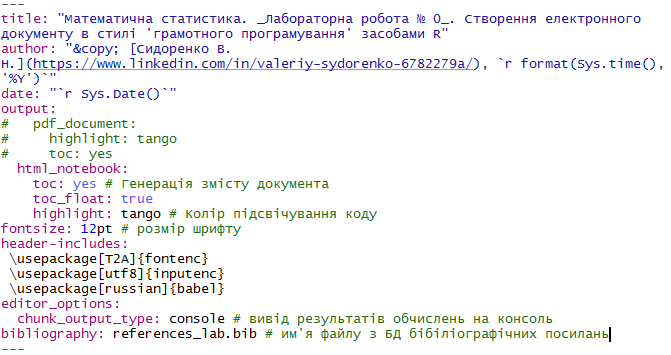 ---
title: "Математична статистика. _Лабораторна робота № 0_. Створення електронного
документу в стилі 'грамотного програмування' засобами R"
author: "&copy; [Сидоренко В.
Н.](https://www.linkedin.com/in/valeriy-sydorenko-6782279a/), `r format(Sys.time(),
'%Y')`"
date: "`r Sys.Date()`"
output:
#   pdf_document:
#     highlight: tango
#     toc: yes
  html_notebook:
    toc: yes # Генерація змісту документа
    toc_float: true
    highlight: tango # Колір підсвічування коду
fontsize: 12pt # розмір шрифту
header-includes:
 \usepackage[T2A]{fontenc}
 \usepackage[utf8]{inputenc}
 \usepackage[russian]{babel}
editor_options:
  chunk_output_type: console # вивід результатів обчислень на консоль
bibliography: references_lab.bib # им'я файлу з БД бібіліографічних посилань
---